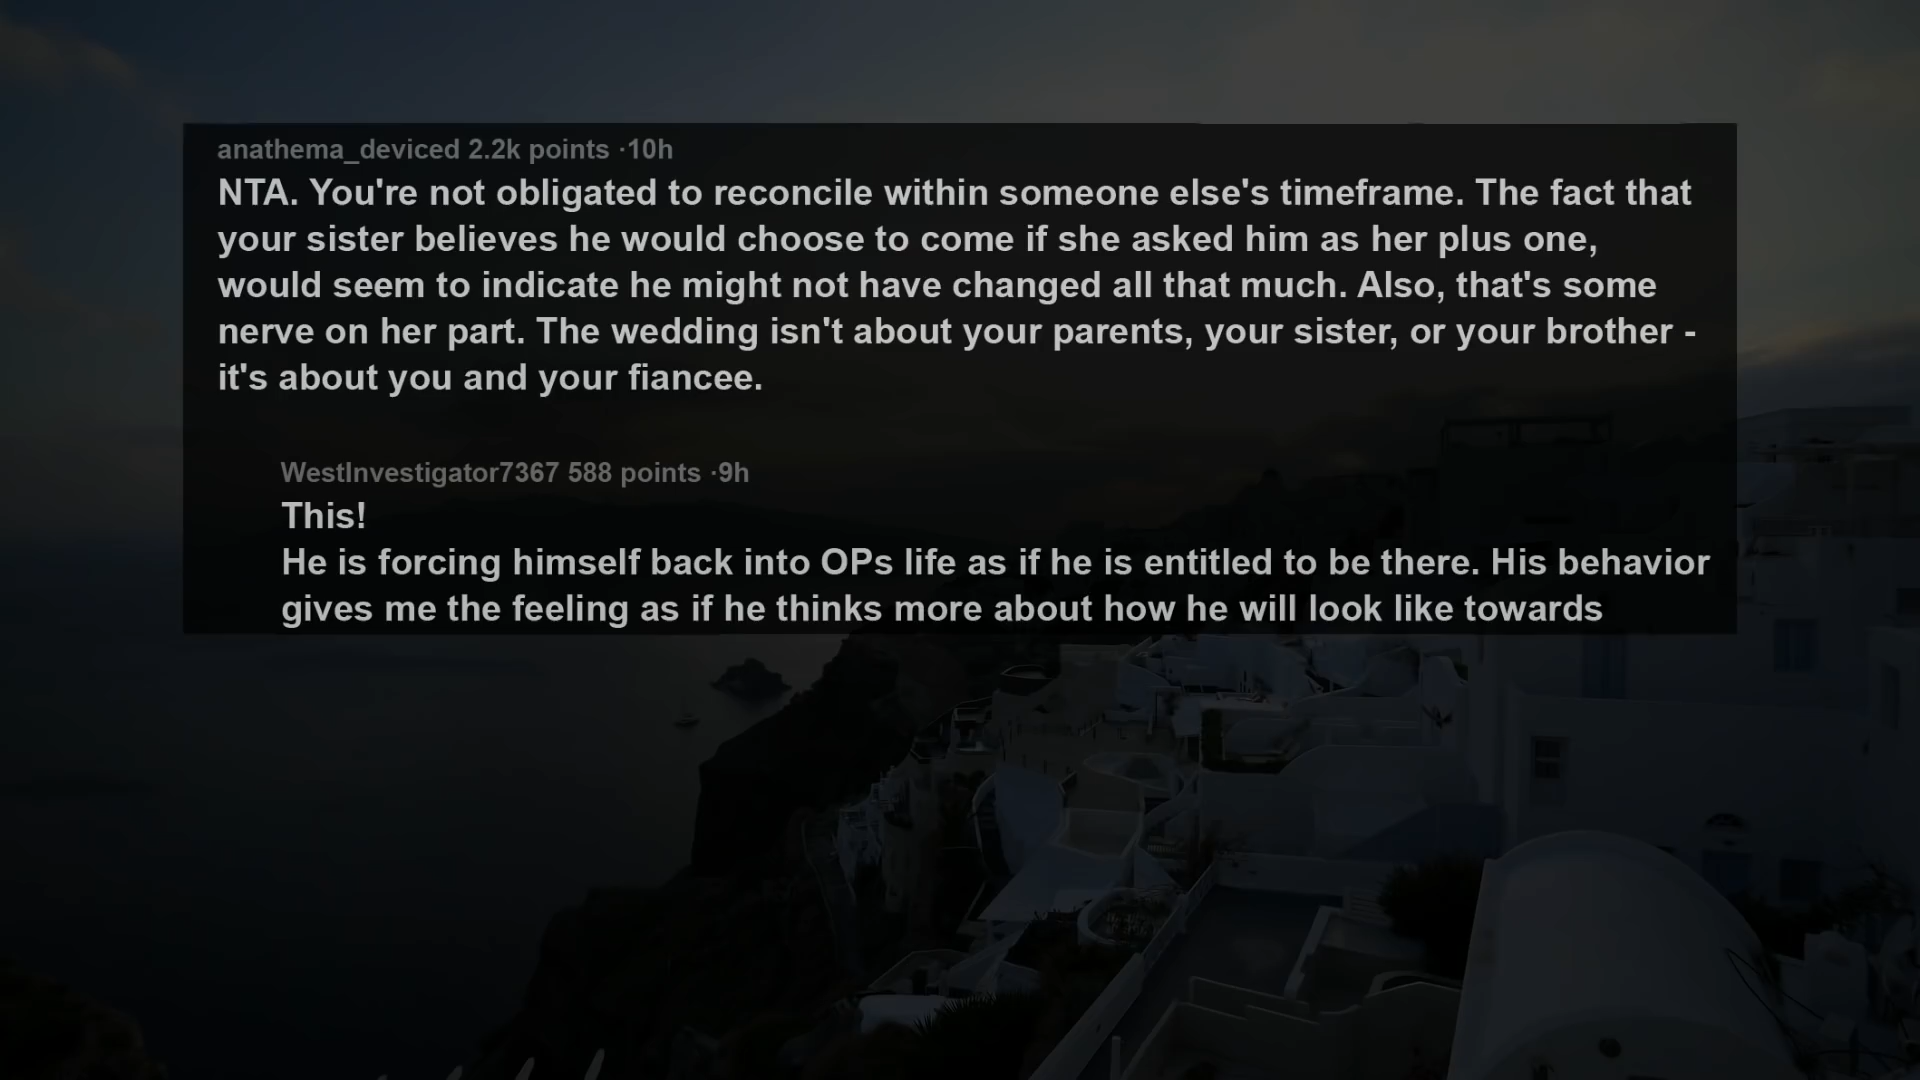 anathema_deviced 2.2k points ·10h
NTA. You're not obligated to reconcile within someone else's timeframe. The fact that
your sister believes he would choose to come if she asked him as her plus one,
would seem to indicate he might not have changed all that much. Also, that's some
nerve on her part. The wedding isn't about your parents, your sister, or your brother -
it's about you and your fiancee.
WestInvestigator7367 588 points ·9h
This!
He is forcing himself back into OPs life as if he is entitled to be there. His behavior
gives me the feeling as if he thinks more about how he will look like towards